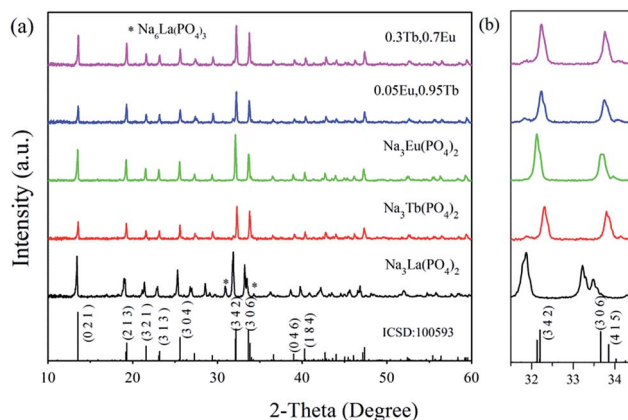 (a)
* Na₆La(PO₄)₃
0.3Tb,0.7Eu
0.05Eu,0.95Tb
Na₃Eu(PO₄)₂
Na₃Tb(PO₄)₂
Na₃La(PO₄)₂
*
*
(0 2 1)
(2 1 3)
(3 2 1)
(3 1 3)
(3 0 4)
(3 4 2)
(3 0 6)
(0 4 6)
(1 8 4)
ICSD:100593
10 20 30 40 50 60
2-Theta (Degree)
Intensity (a.u.)
(b)
(3 4 2)
(3 0 6)
(4 1 5)
32 33 34